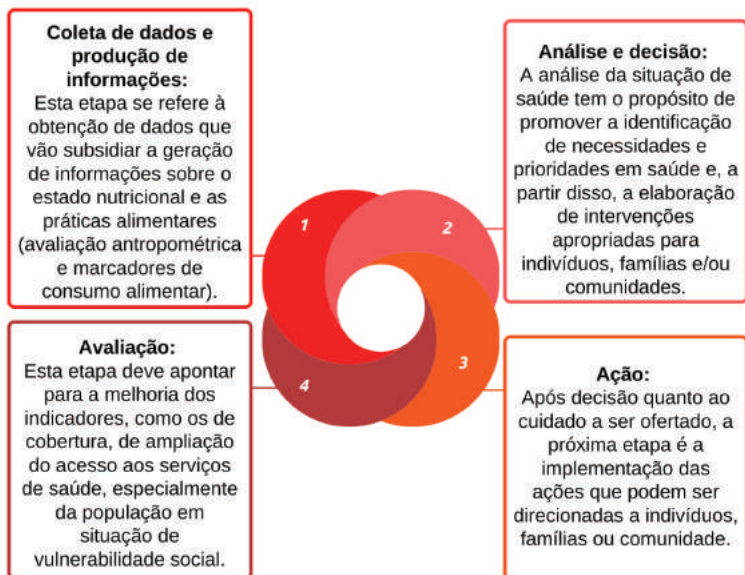 Coleta de dados e
produção de
informações:
Esta etapa se refere à
obtenção de dados que
vão subsidiar a geração
de informações sobre o
estado nutricional e as
práticas alimentares
(avaliação antropométrica
e marcadores de
consumo alimentar).
1
2
Análise e decisão:
A análise da situação de
saúde tem o propósito de
promover a identificação
de necessidades e
prioridades em saúde e, a
partir disso, a elaboração
de intervenções
apropriadas para
indivíduos, famílias e/ou
comunidades.
3
Ação:
Após decisão quanto ao
cuidado a ser ofertado, a
próxima etapa é a
implementação das
ações que podem ser
direcionadas a indivíduos,
famílias ou comunidade.
4
Avaliação:
Esta etapa deve apontar
para a melhoria dos
indicadores, como os de
cobertura, de ampliação
do acesso aos serviços
de saúde, especialmente
da população em
situação de
vulnerabilidade social.